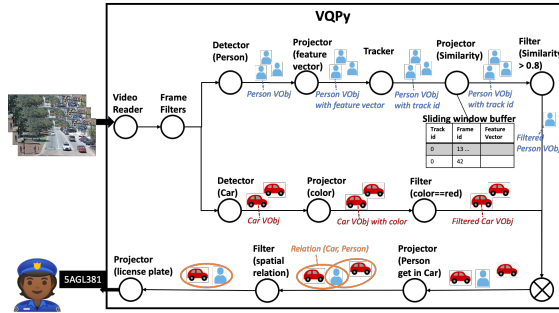 VQPy
Detector
(Person)
Projector
(feature
vector)
Tracker
Projector
(Similarity)
Filter
(Similarity
> 0.8)
Person VObj
Person VObj
with feature vector
Person VObj
with track id
Person VObj
with track id
Video
Reader
Frame
Filters
Sliding window buffer
Track
id
Frame
id
Feature
Vector
0
13 ...
0
42
Filtered
Person VObj
Detector
(Car)
Projector
(color)
Filter
(color==red)
Car VObj
Car VObj with color
Filtered Car VObj
Projector
(license plate)
Filter
(spatial
relation)
Relation (Car, Person)
Projector
(Person
get in Car)
5AGL381